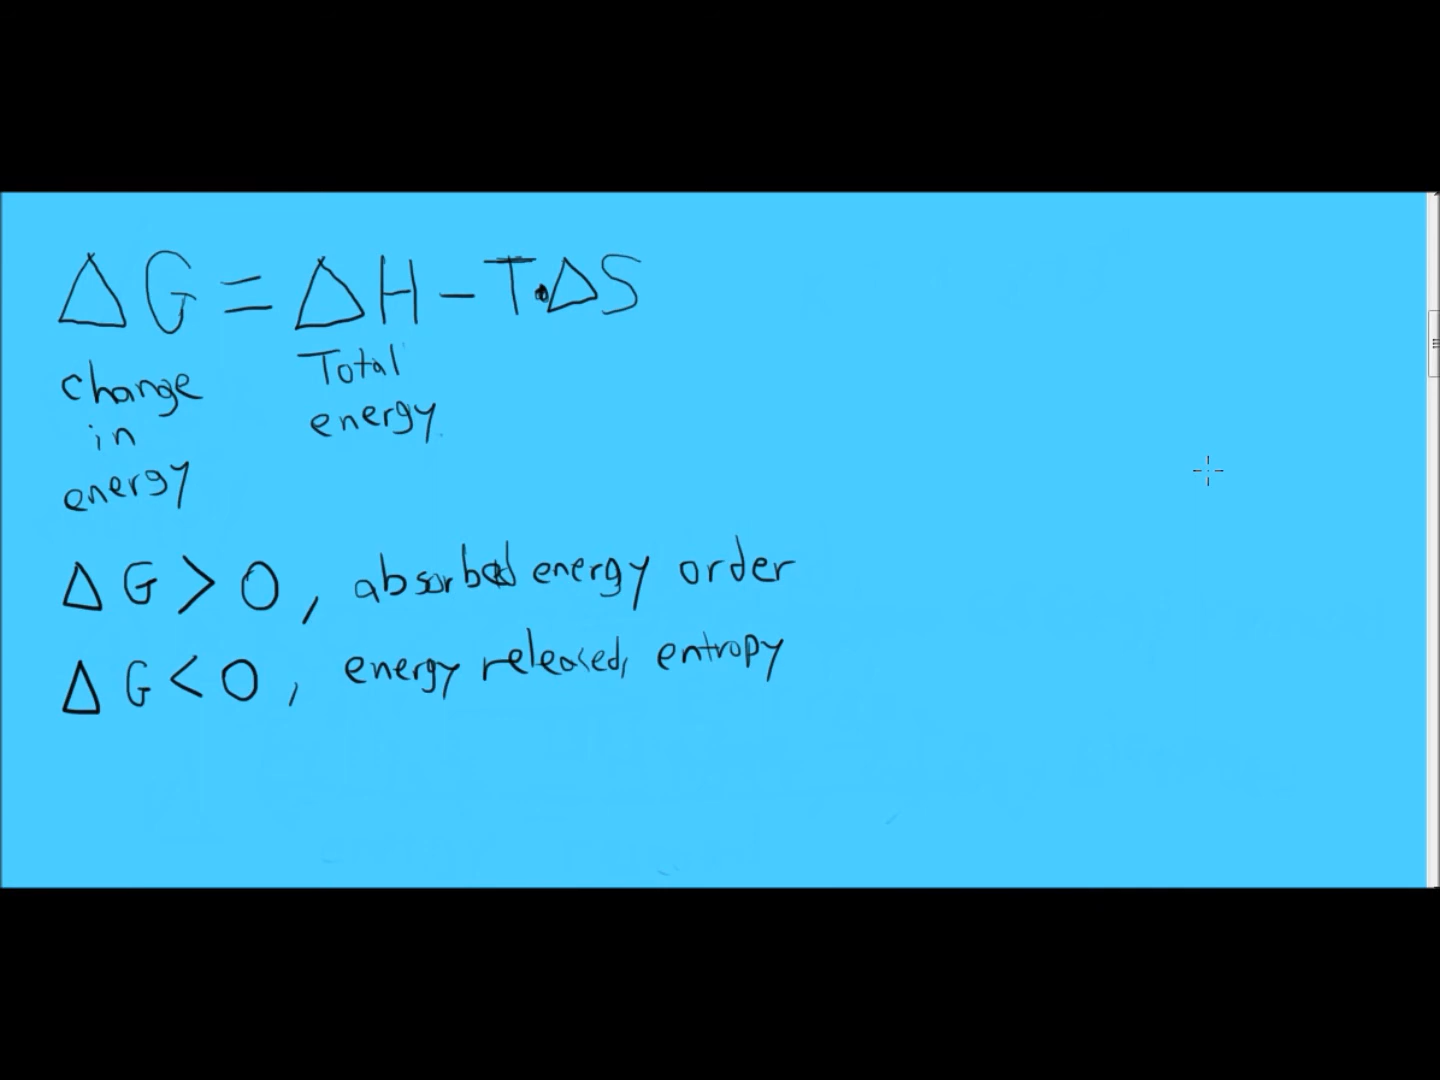 ΔG=ΔH-T·ΔS
change in energy
Total energy
ΔG>0, absorbed energy order
ΔG<0, energy released, entropy